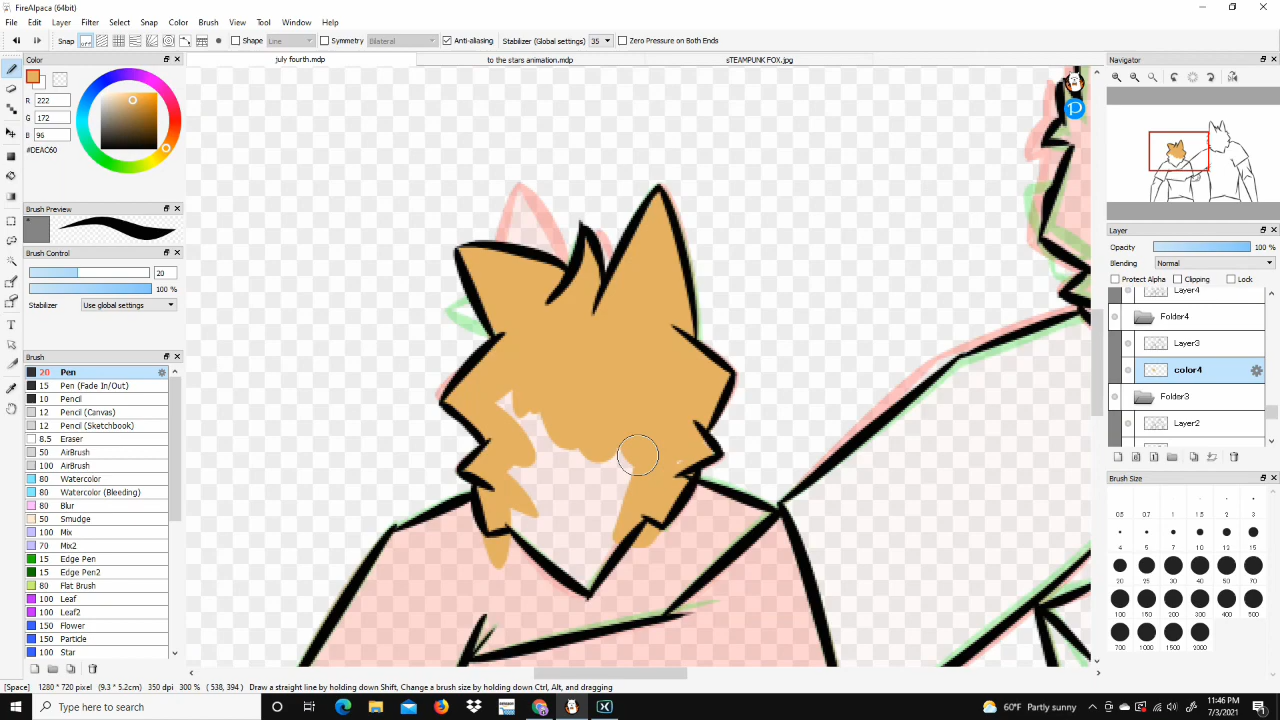 FireAlpaca (64bit)
File Edit Layer Filter Select Snap Color Brush View Tool Window Help
Snap Shape Line Symmetry Bilateral Anti-aliasing Stabilizer (Global settings) 35 Zero Pressure on Both Ends
Color july fourth.mdp to the stars animation.mdp sTEAMPUNK FOX.jpg Navigator
R 222
G 172
B 96
#DEAC60
Brush Preview
Brush Control
20
100 %
Stabilizer Use global settings
Brush
20 Pen
15 Pen (Fade In/Out)
10 Pencil
12 Pencil (Canvas)
12 Pencil (Sketchbook)
8.5 Eraser
50 AirBrush
100 AirBrush
80 Watercolor
80 Watercolor (Bleeding)
80 Blur
50 Smudge
100 Mix
70 Mix2
15 Edge Pen
15 Edge Pen2
80 Flat Brush
100 Leaf
100 Leaf2
150 Flower
150 Particle
300 Star
P
Layer
Opacity 100 %
Blending Normal
Protect Alpha Clipping Lock
Layer4
Folder4
Layer3
color4
Folder3
Layer2
Brush Size
0.5 0.7 1 1.5 2 3
4 5 7 10 12 15
20 25 30 40 50 70
100 150 200 300 400 500
700 1000 1500 2000
[Space] 1280 * 720 pixel (9.3 * 5.2cm) 350 dpi 300 % ( 538, 394 ) Draw a straight line by holding down Shift, Change a brush size by holding down Ctrl, Alt, and dragging
Type here to search
amazon
60°F Partly sunny
11:46 PM
7/3/2021